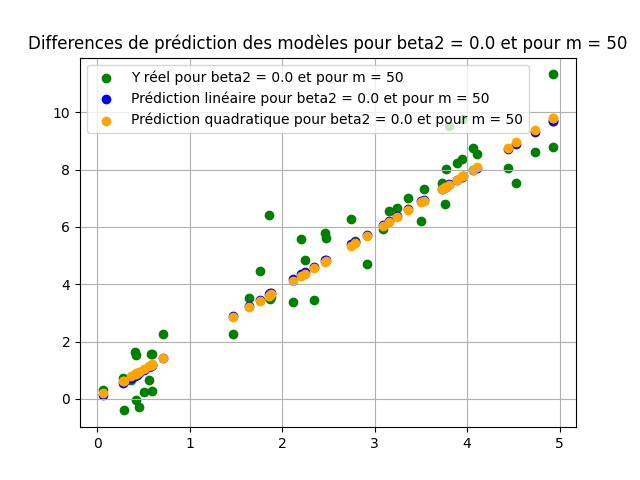 Differences de prédiction des modèles pour beta2 = 0.0 et pour m = 50
Y réel pour beta2 = 0.0 et pour m = 50
Prédiction linéaire pour beta2 = 0.0 et pour m = 50
Prédiction quadratique pour beta2 = 0.0 et pour m = 50
10
8
6
4
2
0
0 1 2 3 4 5